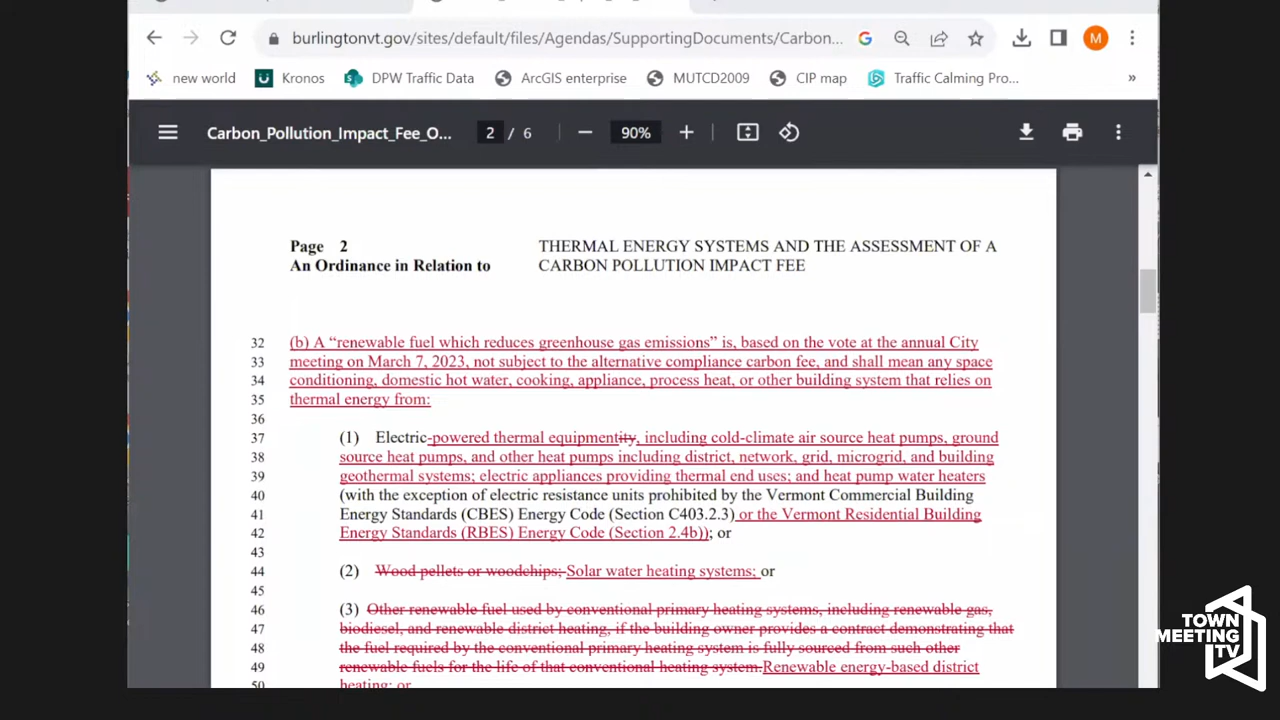 burlingtonvt.gov/sites/default/files/Agendas/SupportingDocuments/Carbon...
new world Kronos DPW Traffic Data ArcGIS enterprise MUTCD2009 CIP map Traffic Calming Pro... »
M
Carbon_Pollution_Impact_Fee_O... 2 / 6 − 90% +
Page 2 THERMAL ENERGY SYSTEMS AND THE ASSESSMENT OF A
An Ordinance in Relation to CARBON POLLUTION IMPACT FEE
32 (b) A “renewable fuel which reduces greenhouse gas emissions” is, based on the vote at the annual City
33 meeting on March 7, 2023, not subject to the alternative compliance carbon fee, and shall mean any space
34 conditioning, domestic hot water, cooking, appliance, process heat, or other building system that relies on
35 thermal energy from:
36
37 (1) Electric-powered thermal equipmentity, including cold-climate air source heat pumps, ground
38 source heat pumps, and other heat pumps including district, network, grid, microgrid, and building
39 geothermal systems; electric appliances providing thermal end uses; and heat pump water heaters
40 (with the exception of electric resistance units prohibited by the Vermont Commercial Building
41 Energy Standards (CBES) Energy Code (Section C403.2.3) or the Vermont Residential Building
42 Energy Standards (RBES) Energy Code (Section 2.4b)); or
43
44 (2) Wood pellets or woodchips; Solar water heating systems; or
45
46 (3) Other renewable fuel used by conventional primary heating systems, including renewable gas,
47 biodiesel, and renewable district heating, if the building owner provides a contract demonstrating that
48 the fuel required by the conventional primary heating system is fully sourced from such other
49 renewable fuels for the life of that conventional heating system.Renewable energy-based district
50 heating; or
TOWN
MEETING
TV